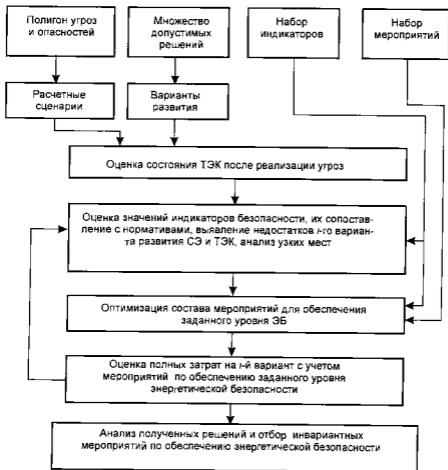 Полигон угроз
и опасностей
Множество
допустимых
решений
Набор
индикаторов
Набор
мероприятий
Расчетные
сценарии
Варианты
развития
Оценка состояния ТЭК после реализации угроз
Оценка значений индикаторов безопасности, их сопостав-
ление с нормативами, выявление недостатков i-го вариан-
та развития СЭ и ТЭК, анализ узких мест
Оптимизация состава мероприятий для обеспечения
заданного уровня ЭБ
Оценка полных затрат на i-й вариант с учетом
мероприятий по обеспечению заданного уровня
энергетической безопасности
Анализ полученных решений и отбор инвариантных
мероприятий по обеспечению энергетической безопасности